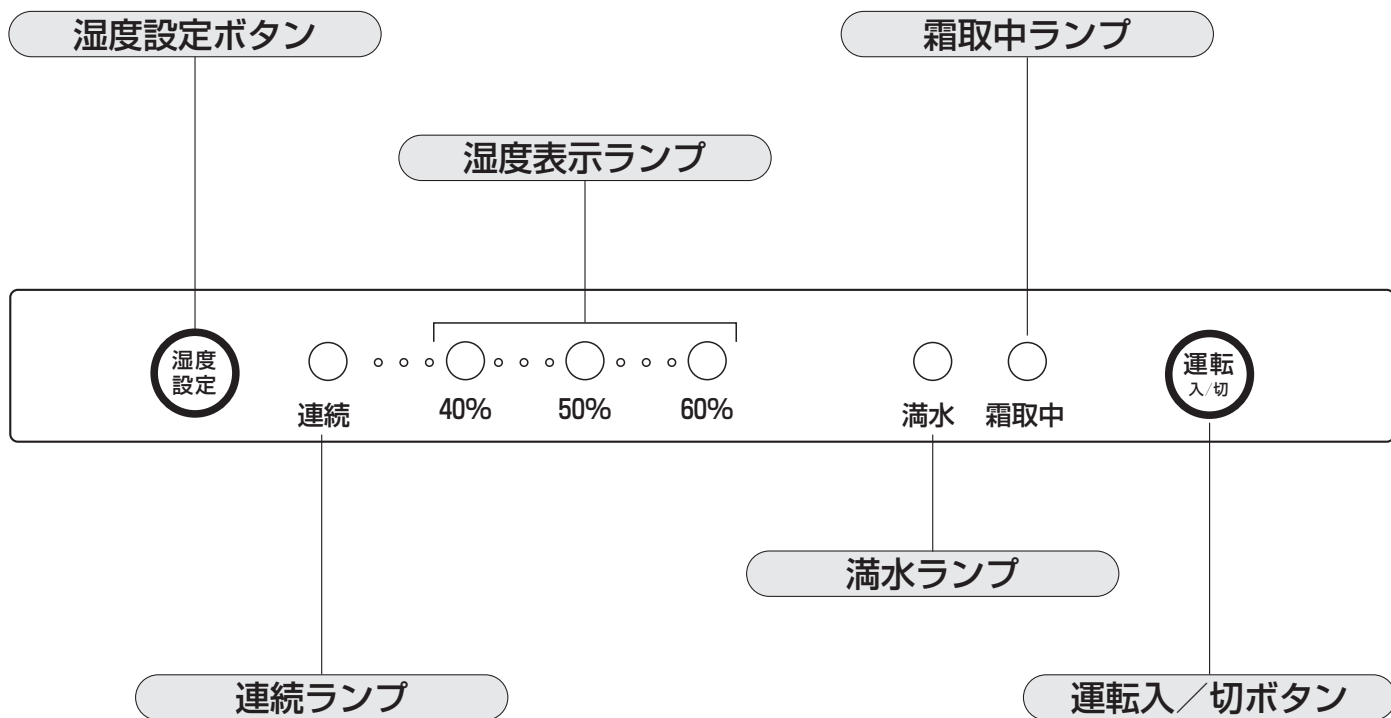 湿度設定ボタン
霜取中ランプ
湿度表示ランプ
湿度
設定
連続
40%
50%
60%
満水
霜取中
運転
入/切
満水ランプ
連続ランプ
運転入/切ボタン